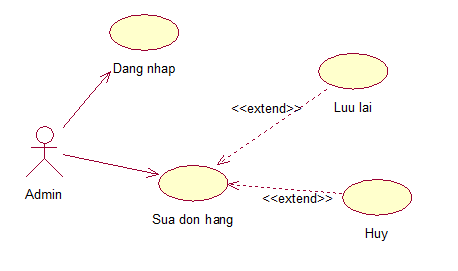 Dang nhap
<<extend>>
Luu lai
Admin
Sua don hang
<<extend>>
Huy